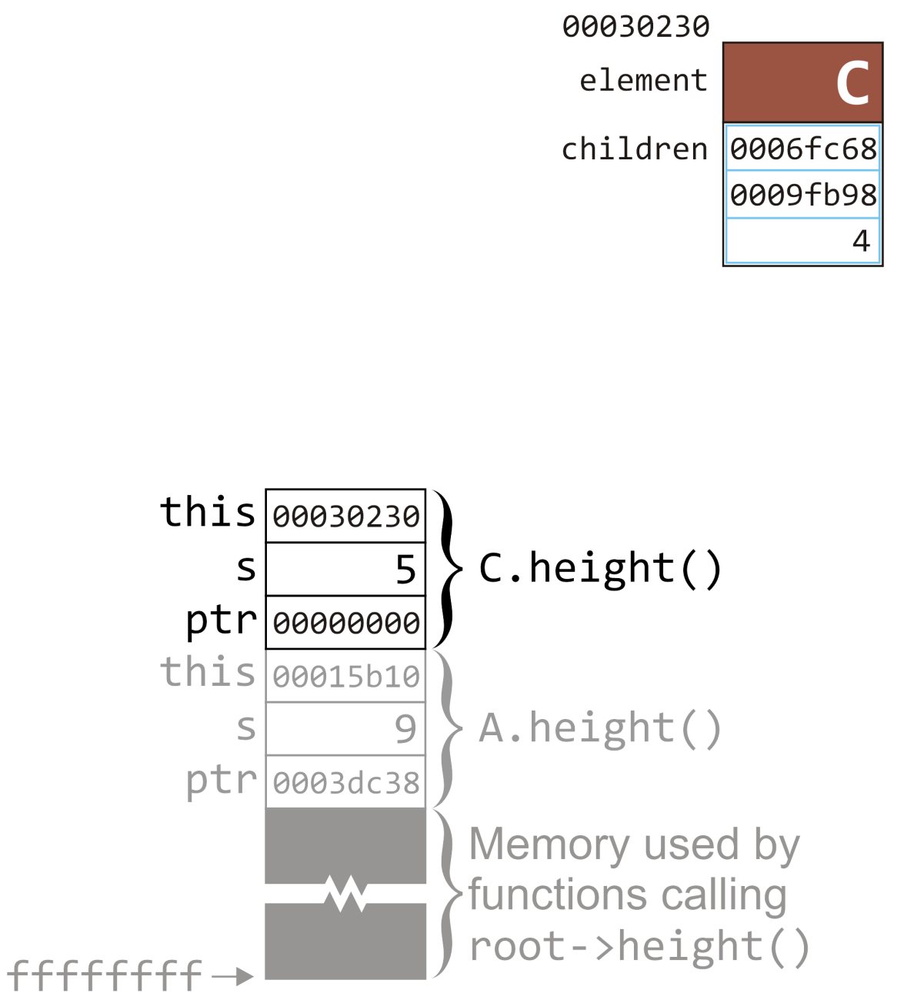 00030230
element C
children 0006fc68
0009fb98
4
this 00030230
s 5
ptr 00000000
C.height()
this 00015b10
s 9
ptr 0003dc38
A.height()
Memory used by
functions calling
root->height()
ffffffff